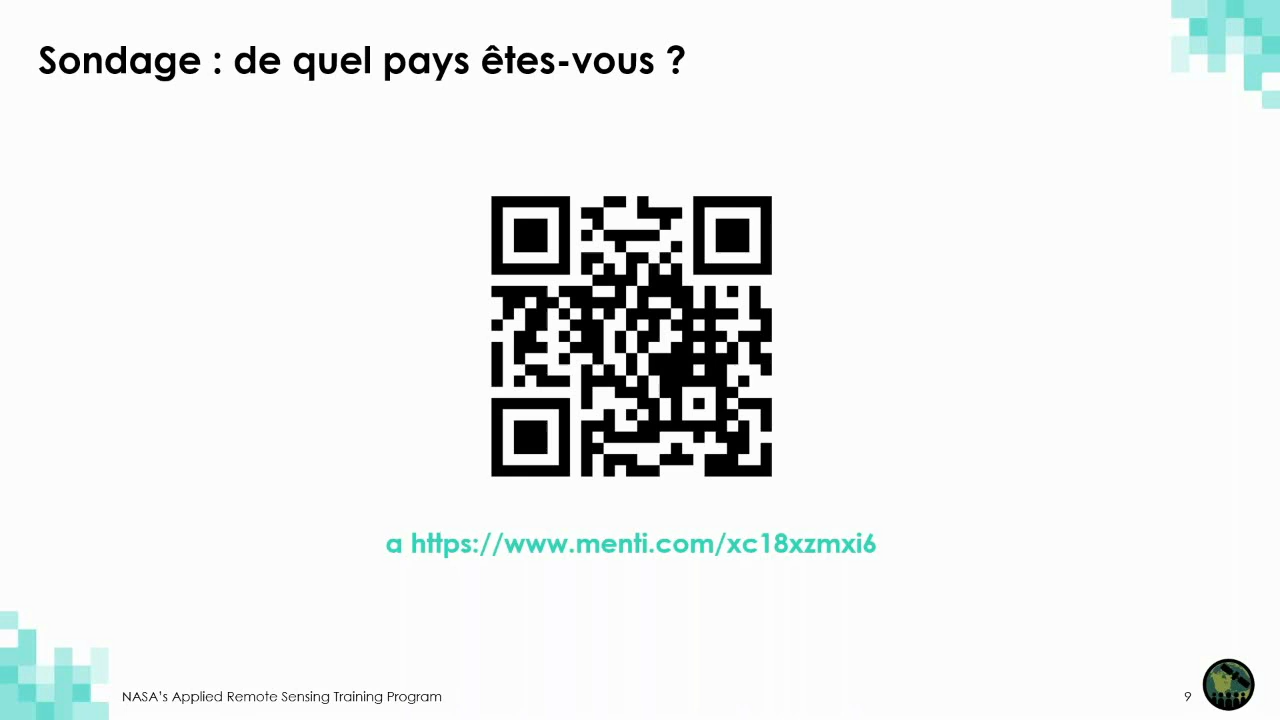 Sondage : de quel pays êtes-vous ?
a https://www.menti.com/xc18xzmxi6
NASA's Applied Remote Sensing Training Program
9